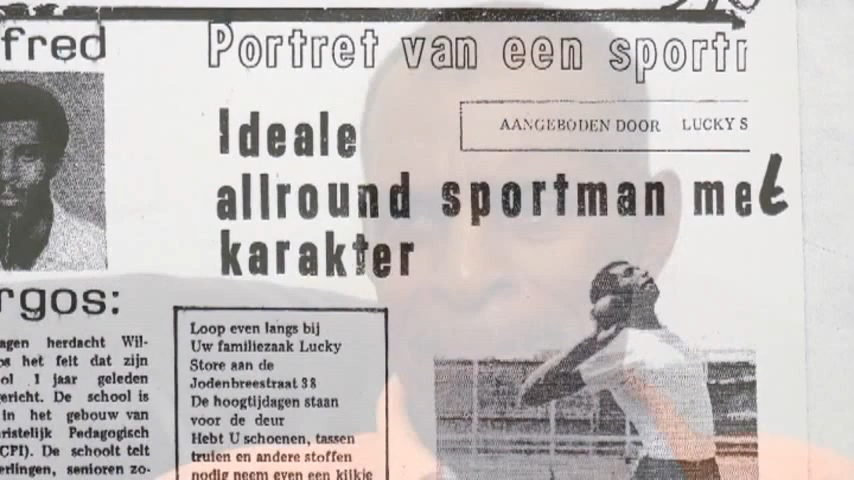 fred
Portret van een sport
Ideale
AANGEBODEN DOOR LUCKY S
allround sportman met
karakter
rgos:
agen herdacht Wil-
os het feit dat zijn
ol 1 jaar geleden
gericht. De school is
in het gebouw van
ristelijk Pedagogisch
CPI). De schoolt telt
erlingen, senioren zo-
Loop even langs bij
Uw familiezaak Lucky
Store aan de
Jodenbreestraat 38
De hoogtijdagen staan
voor de deur
Hebt U schoenen, tassen
truien en andere stoffen
nodig neem even een kijkje